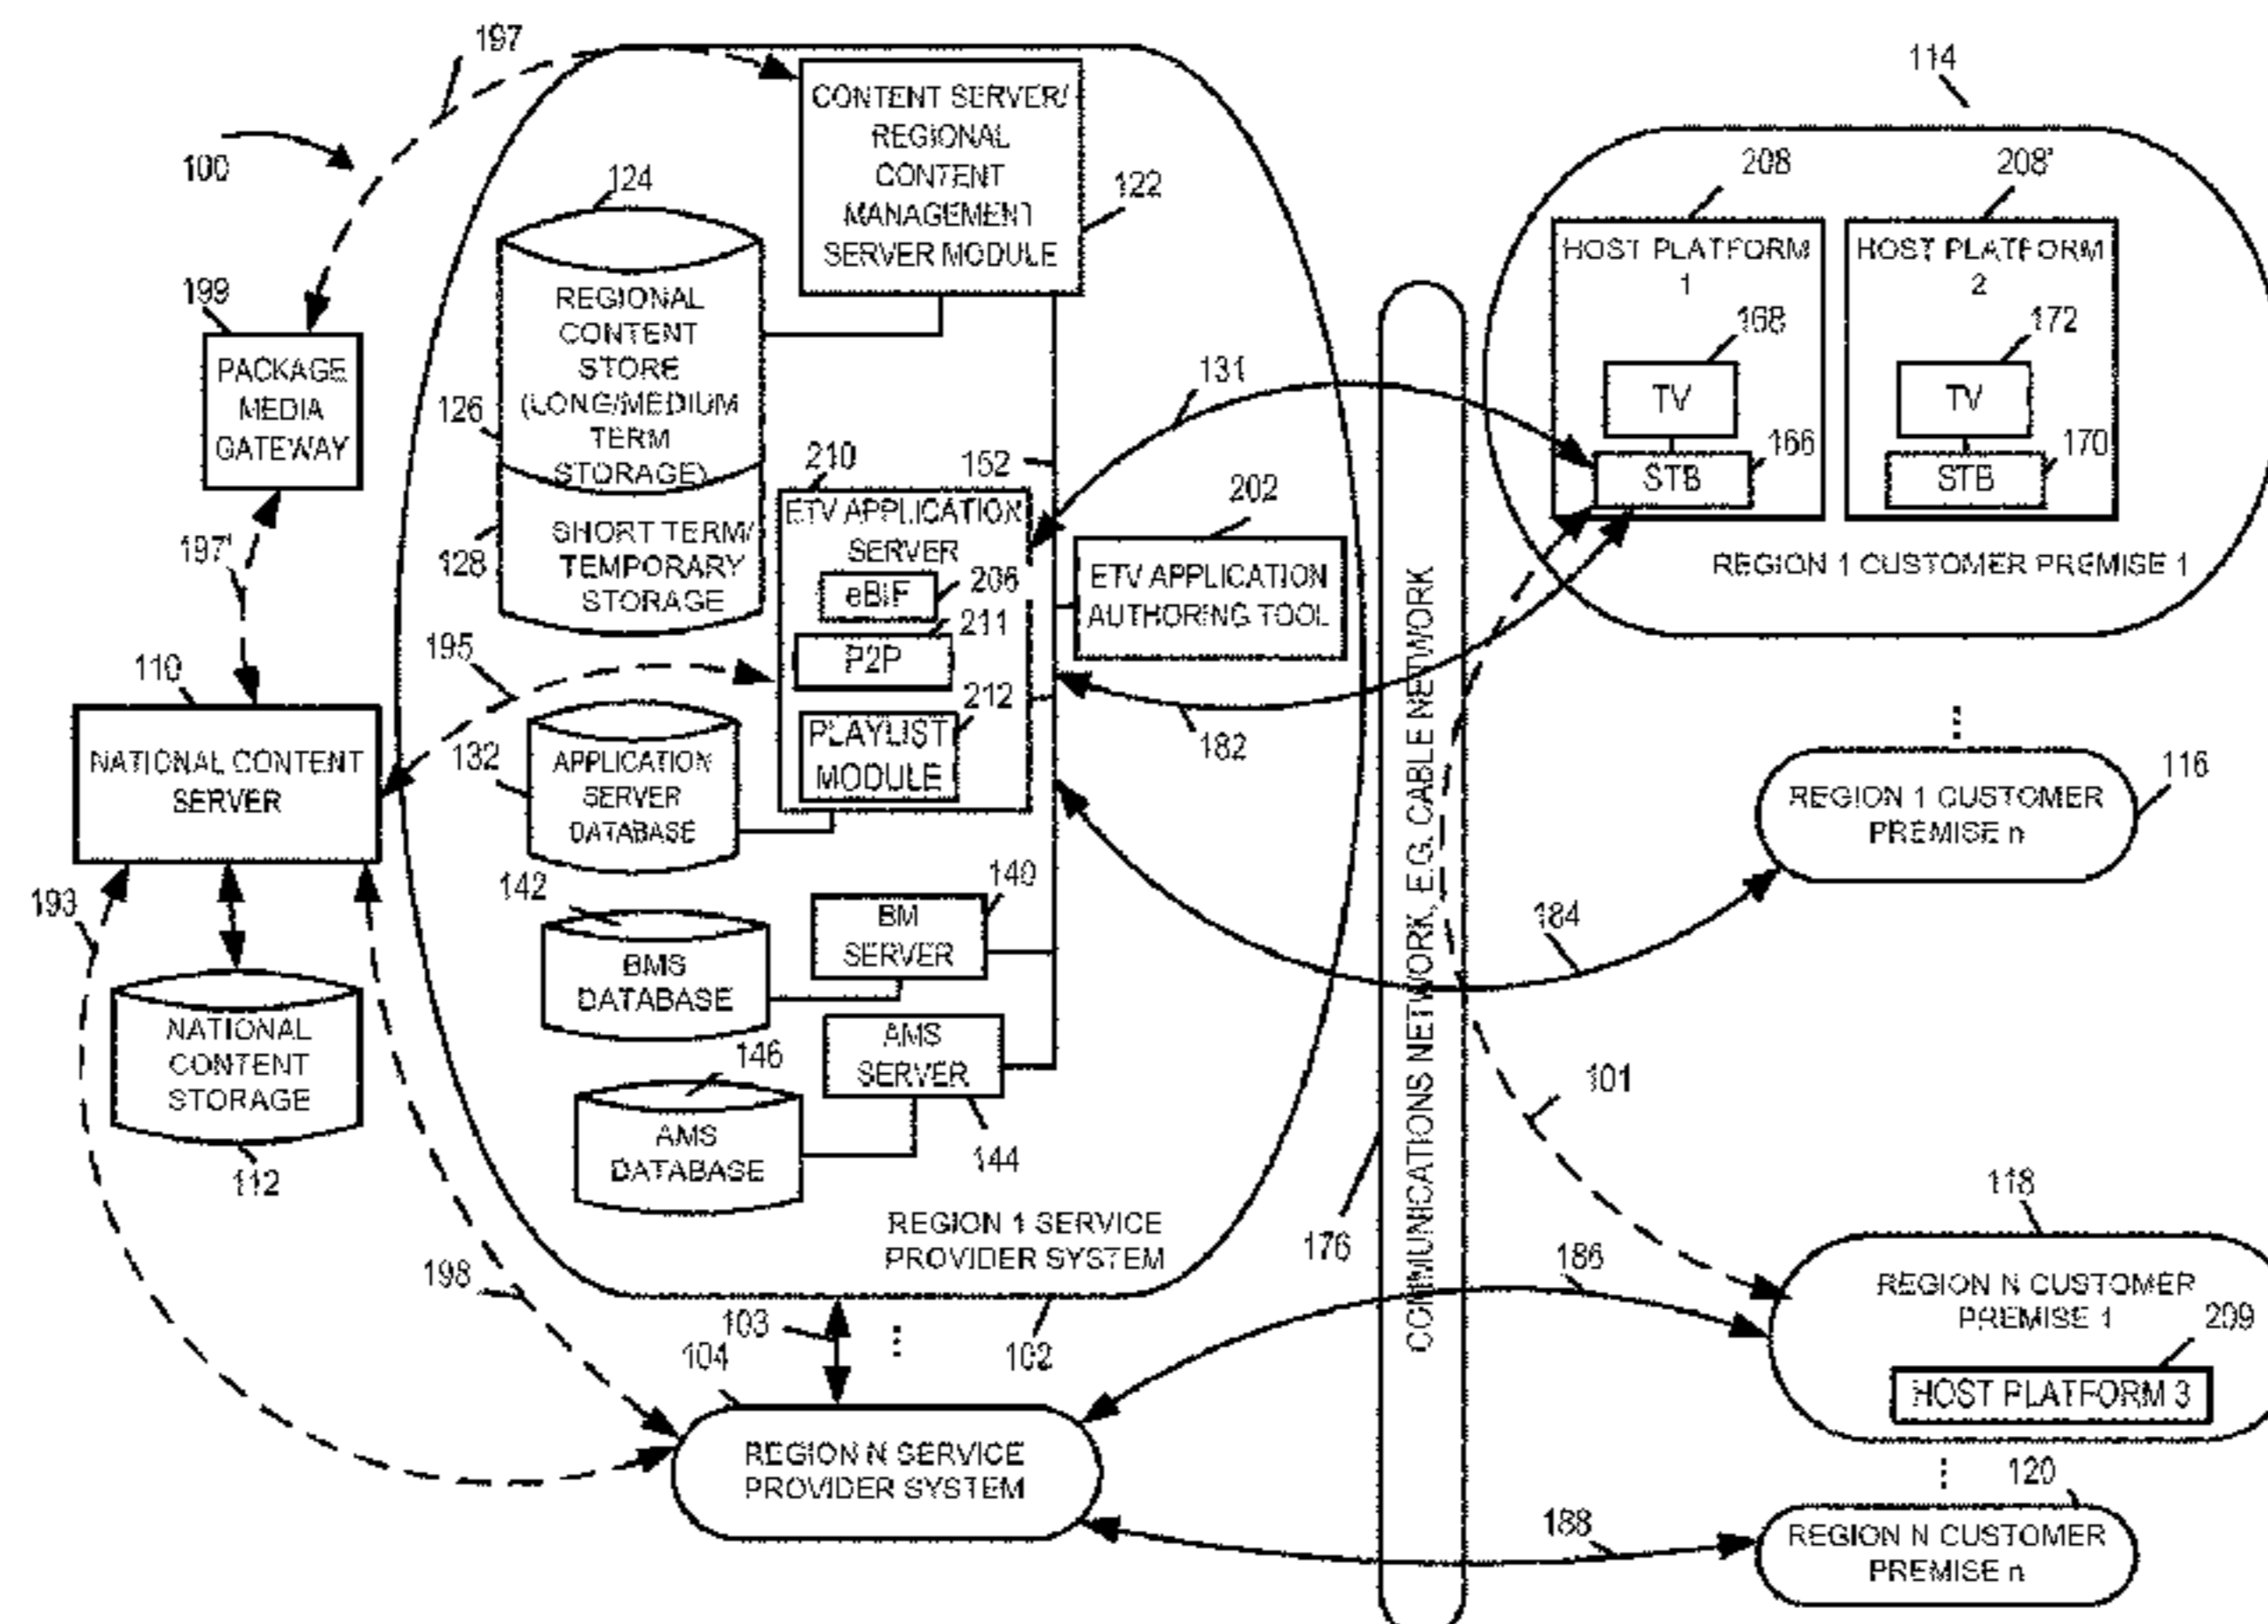 197
100
CONTENT SERVER/
REGIONAL
CONTENT
MANAGEMENT
SERVER MODULE
122
124
REGIONAL
CONTENT
STORE
(LONG/MEDIUM
TERM
STORAGE)
126
SHORT TERM/
TEMPORARY
STORAGE
128
199
PACKAGE
MEDIA
GATEWAY
197'
110
NATIONAL CONTENT
SERVER
195
193
NATIONAL
CONTENT
STORAGE
112
198
210
ETV APPLICATION
SERVER
eBIF
206
211
P2P
212
PLAYLIST
MODULE
152
131
202
ETV APPLICATION
AUTHORING TOOL
182
132
APPLICATION
SERVER
DATABASE
142
BMS
DATABASE
140
BM
SERVER
146
AMS
DATABASE
AMS
SERVER
144
REGION 1 SERVICE
PROVIDER SYSTEM
102
103
104
REGION N SERVICE
PROVIDER SYSTEM
176
COMMUNICATIONS NETWORK, E.G. CABLE NETWORK
114
208
HOST PLATFORM
1
168
TV
166
STB
208'
HOST PLATFORM
2
172
TV
170
STB
REGION 1 CUSTOMER PREMISE 1
116
REGION 1 CUSTOMER
PREMISE n
184
101
118
186
REGION N CUSTOMER
PREMISE 1
209
HOST PLATFORM 3
120
188
REGION N CUSTOMER
PREMISE n